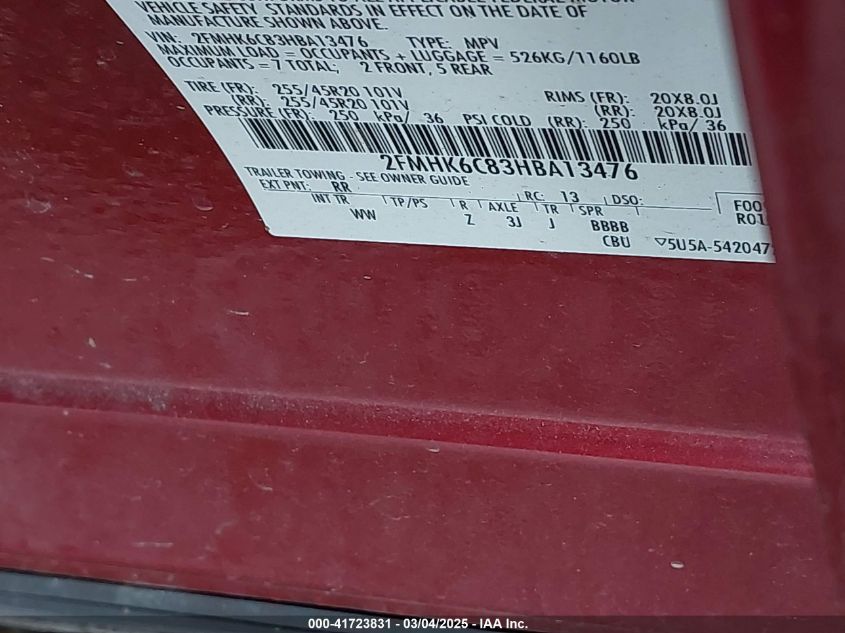 VEHICLE SAFETY STANDARDS IN EFFECT ON THE DATE OF
MANUFACTURE SHOWN ABOVE.
VIN: 2FMHK6C83HBA13476 TYPE: MPV
MAXIMUM LOAD = OCCUPANTS + LUGGAGE = 526KG/1160LB
OCCUPANTS = 7 TOTAL, 2 FRONT, 5 REAR
TIRE (FR): 255/45R20 101V RIMS (FR): 20X8.0J
(RR): 255/45R20 101V (RR): 20X8.0J
PRESSURE (FR): 250 kPa/ 36 PSI COLD (RR): 250 kPa/ 36
2FMHK6C83HBA13476
TRAILER TOWING - SEE OWNER GUIDE
EXT PNT: RR RC: 13 DSO:
INT TR TP/PS R AXLE TR SPR
WW Z 3J J BBBB
CBU ▽5U5A-542047
000-41723831 - 03/04/2025 - IAA Inc.